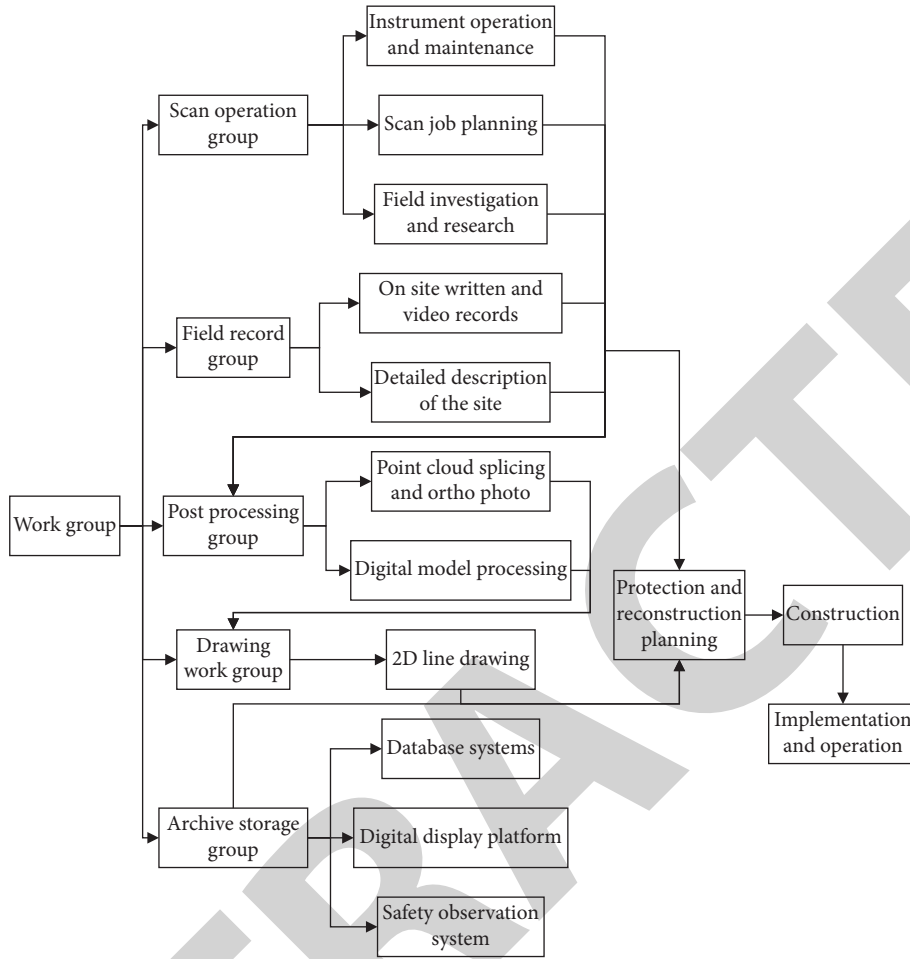 Instrument operation
and maintenance
Scan operation
group
Scan job planning
Field investigation
and research
On site written and
video records
Field record
group
Detailed description
of the site
Point cloud splicing
and ortho photo
Work group
Post processing
group
Digital model processing
Protection and
reconstruction
planning
Construction
Drawing
work group
2D line drawing
Implementation
and operation
Database systems
Archive storage
group
Digital display platform
Safety observation
system